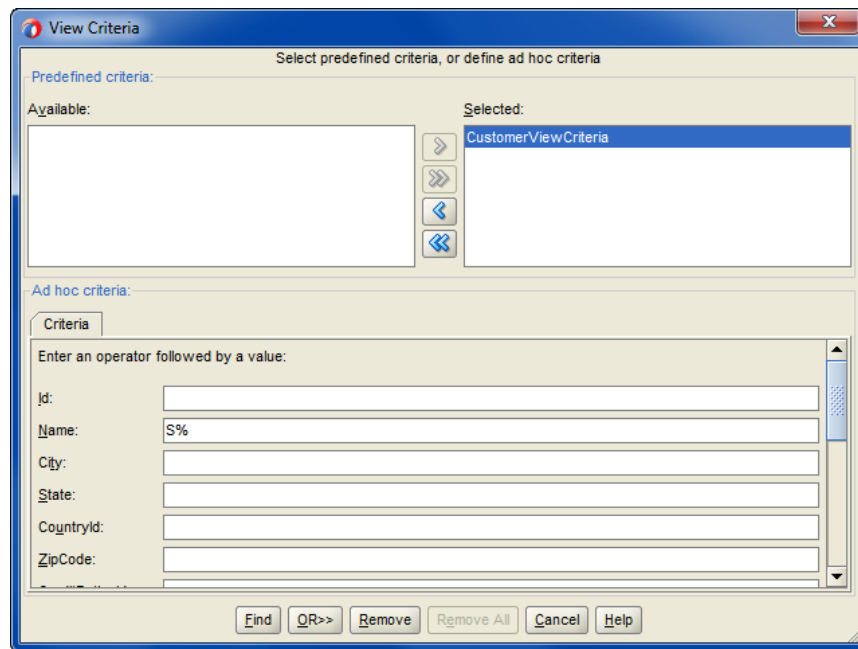 View Criteria
Select predefined criteria, or define ad hoc criteria
Predefined criteria:
Available:
Selected:
CustomerViewCriteria
Ad hoc criteria:
Criteria
Enter an operator followed by a value:
Id:
Name: S%
City:
State:
CountryId:
ZipCode:
Find OR>> Remove Remove All Cancel Help